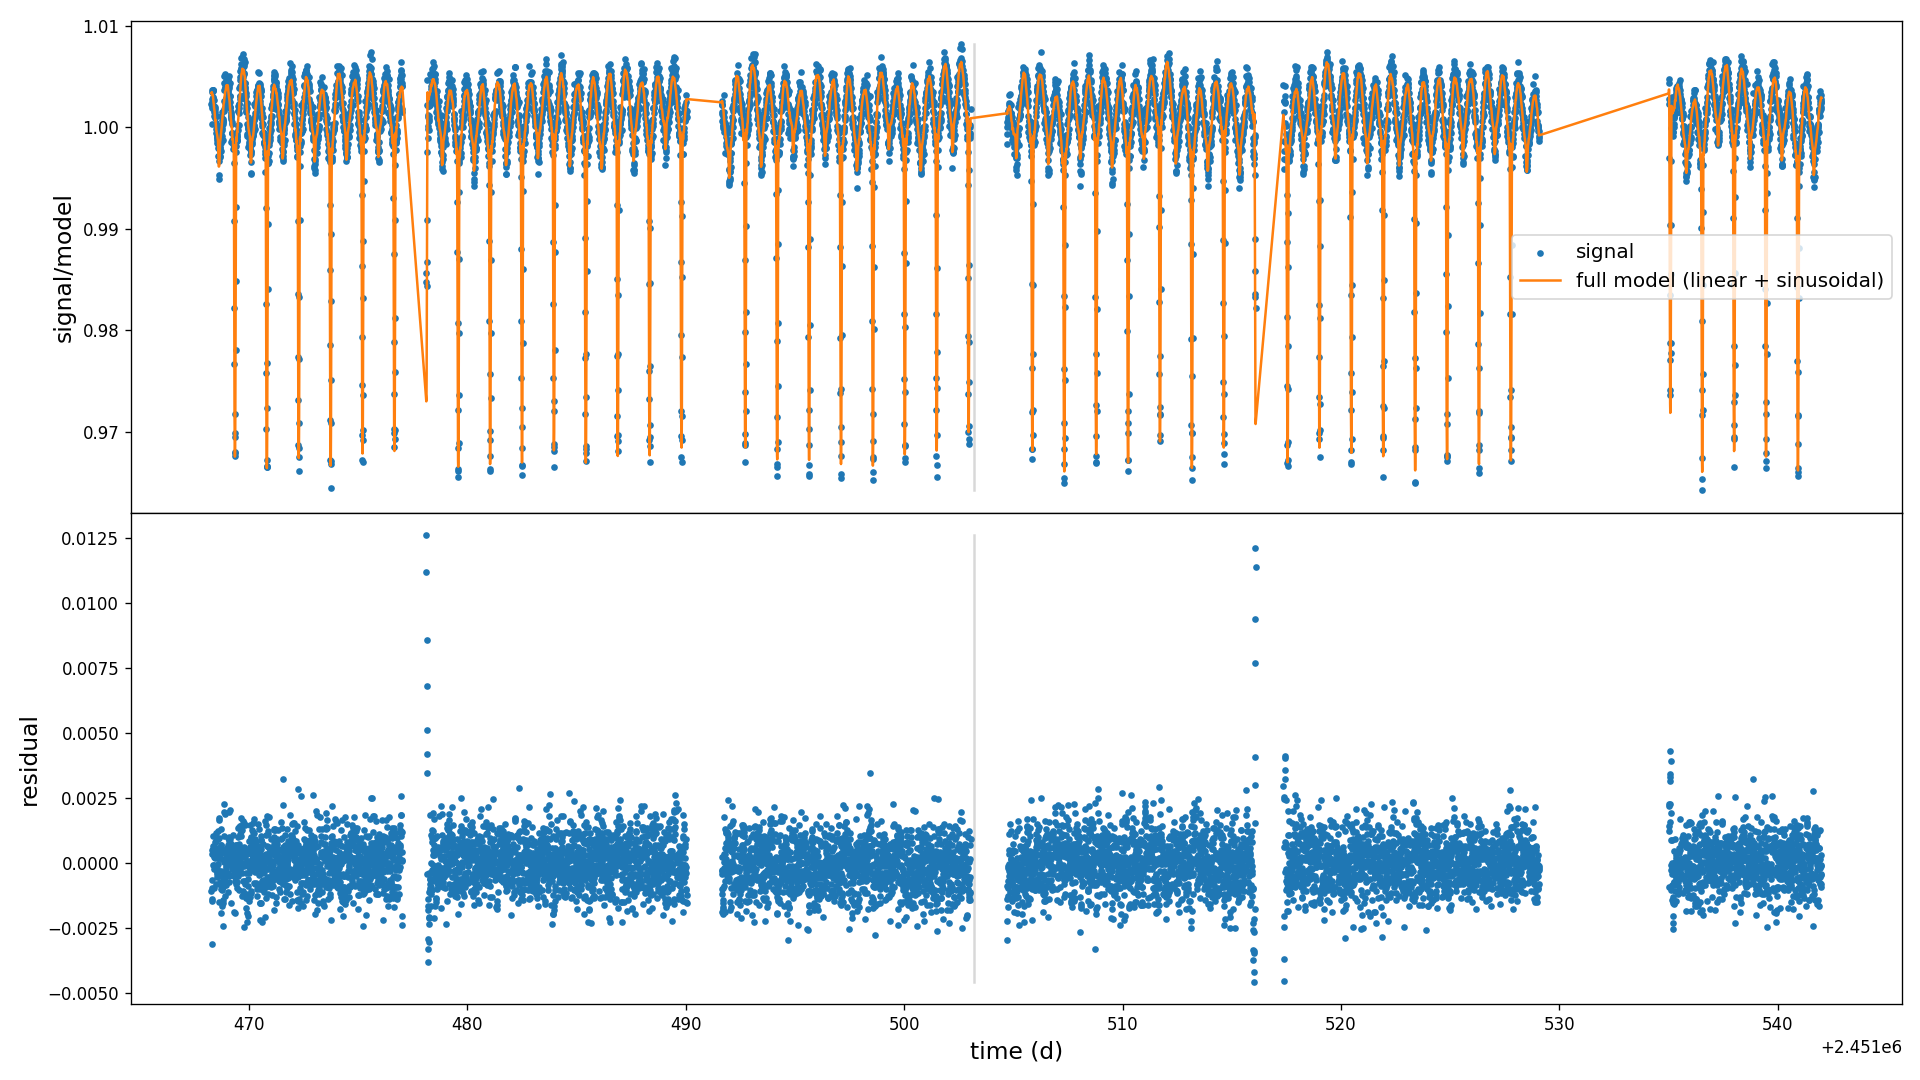 1.01
1.00
0.99
0.98
0.97
signal/model
signal
full model (linear + sinusoidal)
0.0125
0.0100
0.0075
0.0050
0.0025
0.0000
−0.0025
−0.0050
residual
470 480 490 500 510 520 530 540
time (d)
+2.451e6